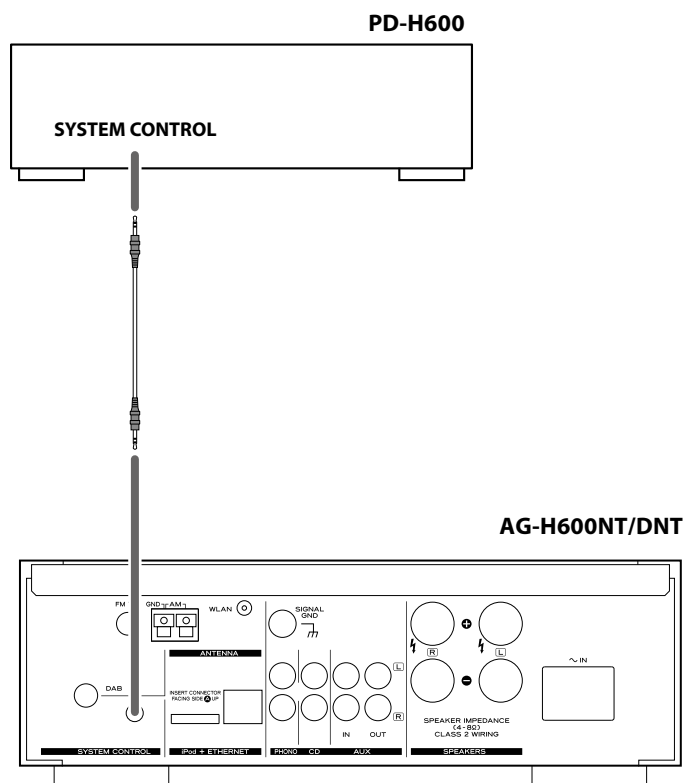 PD-H600
SYSTEM CONTROL
AG-H600NT/DNT
FM
GND
AM
WLAN
SIGNAL
GND
ANTENNA
DAB
INSERT CONNECTOR
FACING SIDE A UP
R
L
L
R
IN
OUT
SPEAKER IMPEDANCE
(4-8Ω)
CLASS 2 WIRING
~ IN
SYSTEM CONTROL
iPod + ETHERNET
PHONO
CD
AUX
SPEAKERS